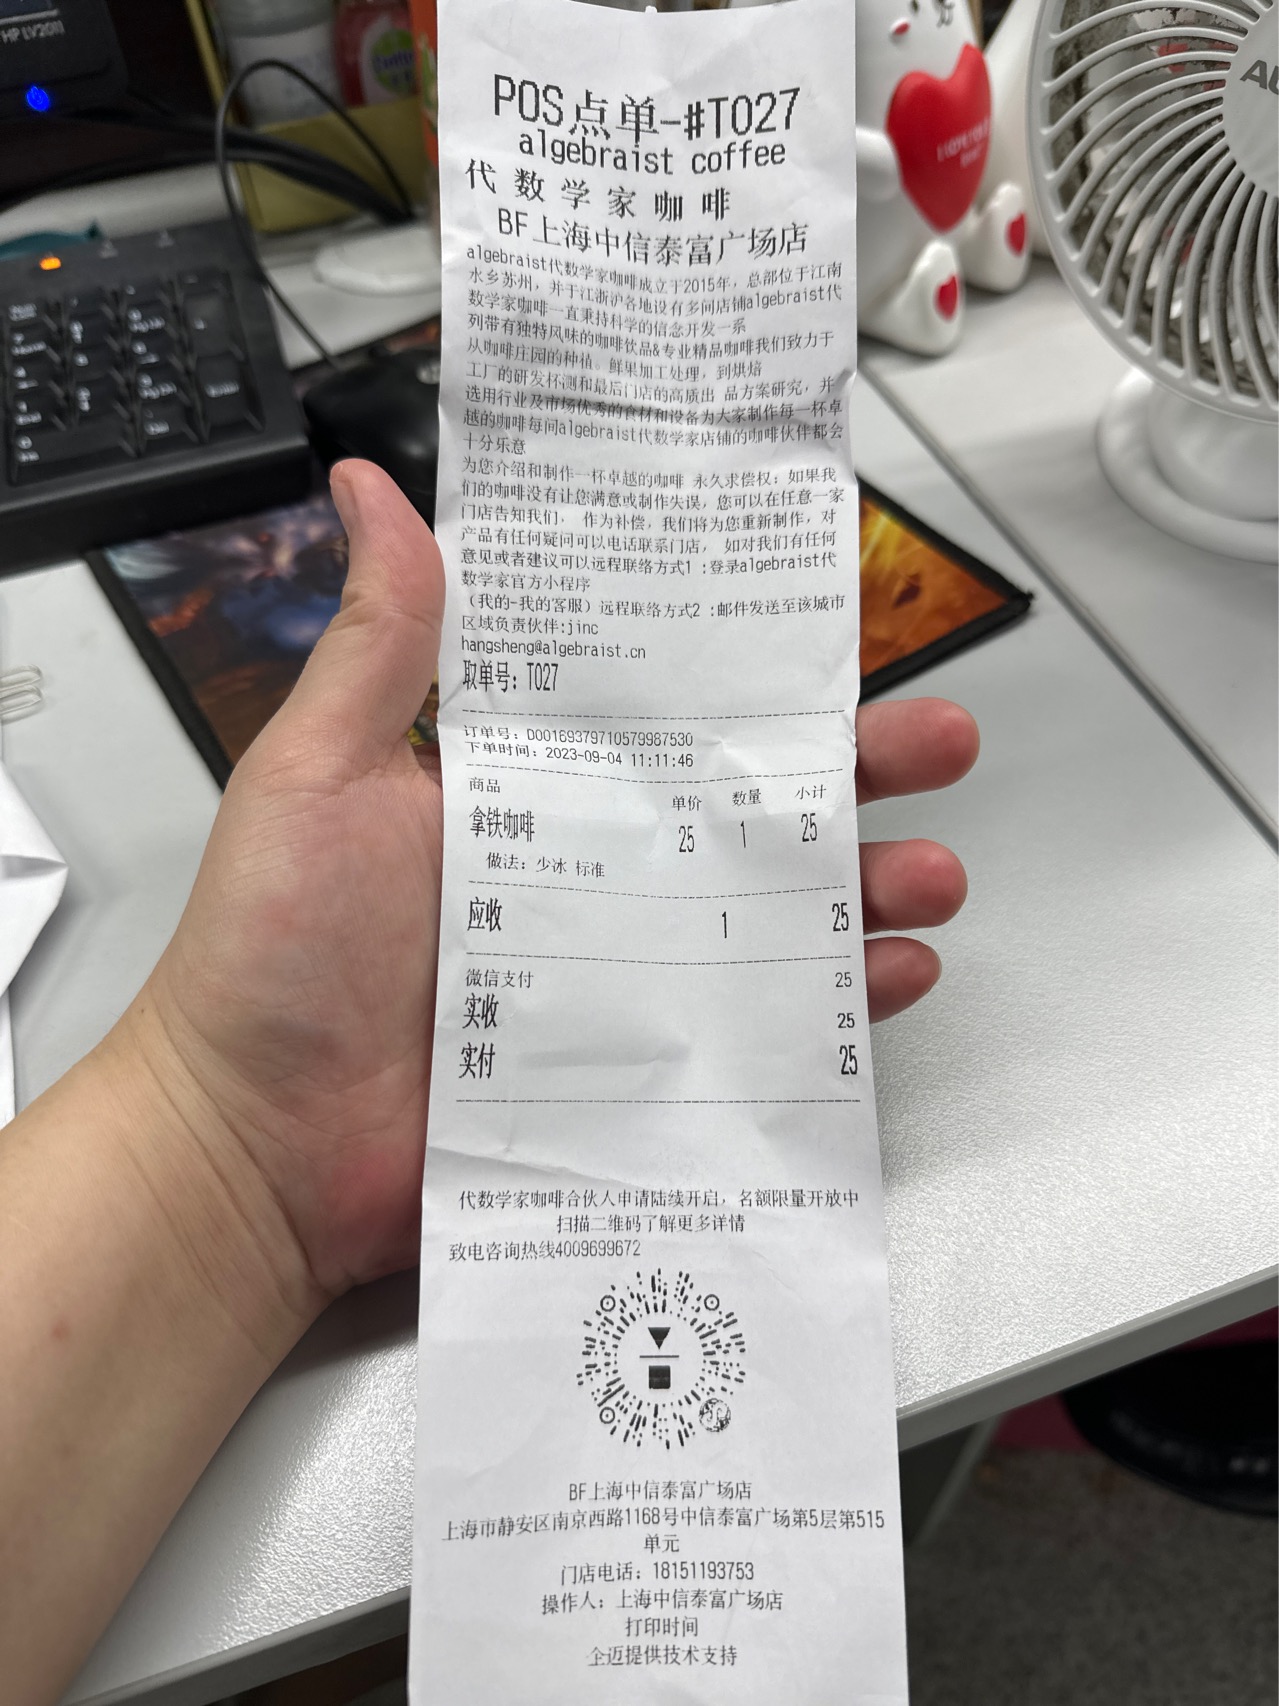 HP LV2011
POS点单-#T027
algebraist coffee
代数学家咖啡
BF上海中信泰富广场店
algebraist代数学家咖啡成立于2015年，总部位于江南
水乡苏州，并于江浙沪各地设有多间店铺algebraist代
数学家咖啡一直秉持科学的信念开发一系
列带有独特风味的咖啡饮品&专业精品咖啡我们致力于
从咖啡庄园的种植。鲜果加工处理，到烘焙
工厂的研发杯测和最后门店的高质出 品方案研究，并
选用行业及市场优秀的食材和设备为大家制作每一杯卓
越的咖啡每间algebraist代数学家店铺的咖啡伙伴都会
十分乐意
为您介绍和制作一杯卓越的咖啡 永久求偿权：如果我
们的咖啡没有让您满意或制作失误，您可以在任意一家
门店告知我们， 作为补偿，我们将为您重新制作，对
产品有任何疑问可以电话联系门店， 如对我们有任何
意见或者建议可以远程联络方式1 :登录algebraist代
数学家官方小程序
（我的-我的客服）远程联络方式2 :邮件发送至该城市
区域负责伙伴:jinc
hangsheng@algebraist.cn
取单号：T027
订单号：D00169379710579987530
下单时间：2023-09-04 11:11:46
商品 单价 数量 小计
拿铁咖啡 25 1 25
做法：少冰 标准
应收 1 25
微信支付 25
实收 25
实付 25
代数学家咖啡合伙人申请陆续开启，名额限量开放中
扫描二维码了解更多详情
致电咨询热线4009699672
BF上海中信泰富广场店
上海市静安区南京西路1168号中信泰富广场第5层第515
单元
门店电话：18151193753
操作人：上海中信泰富广场店
打印时间
全迈提供技术支持